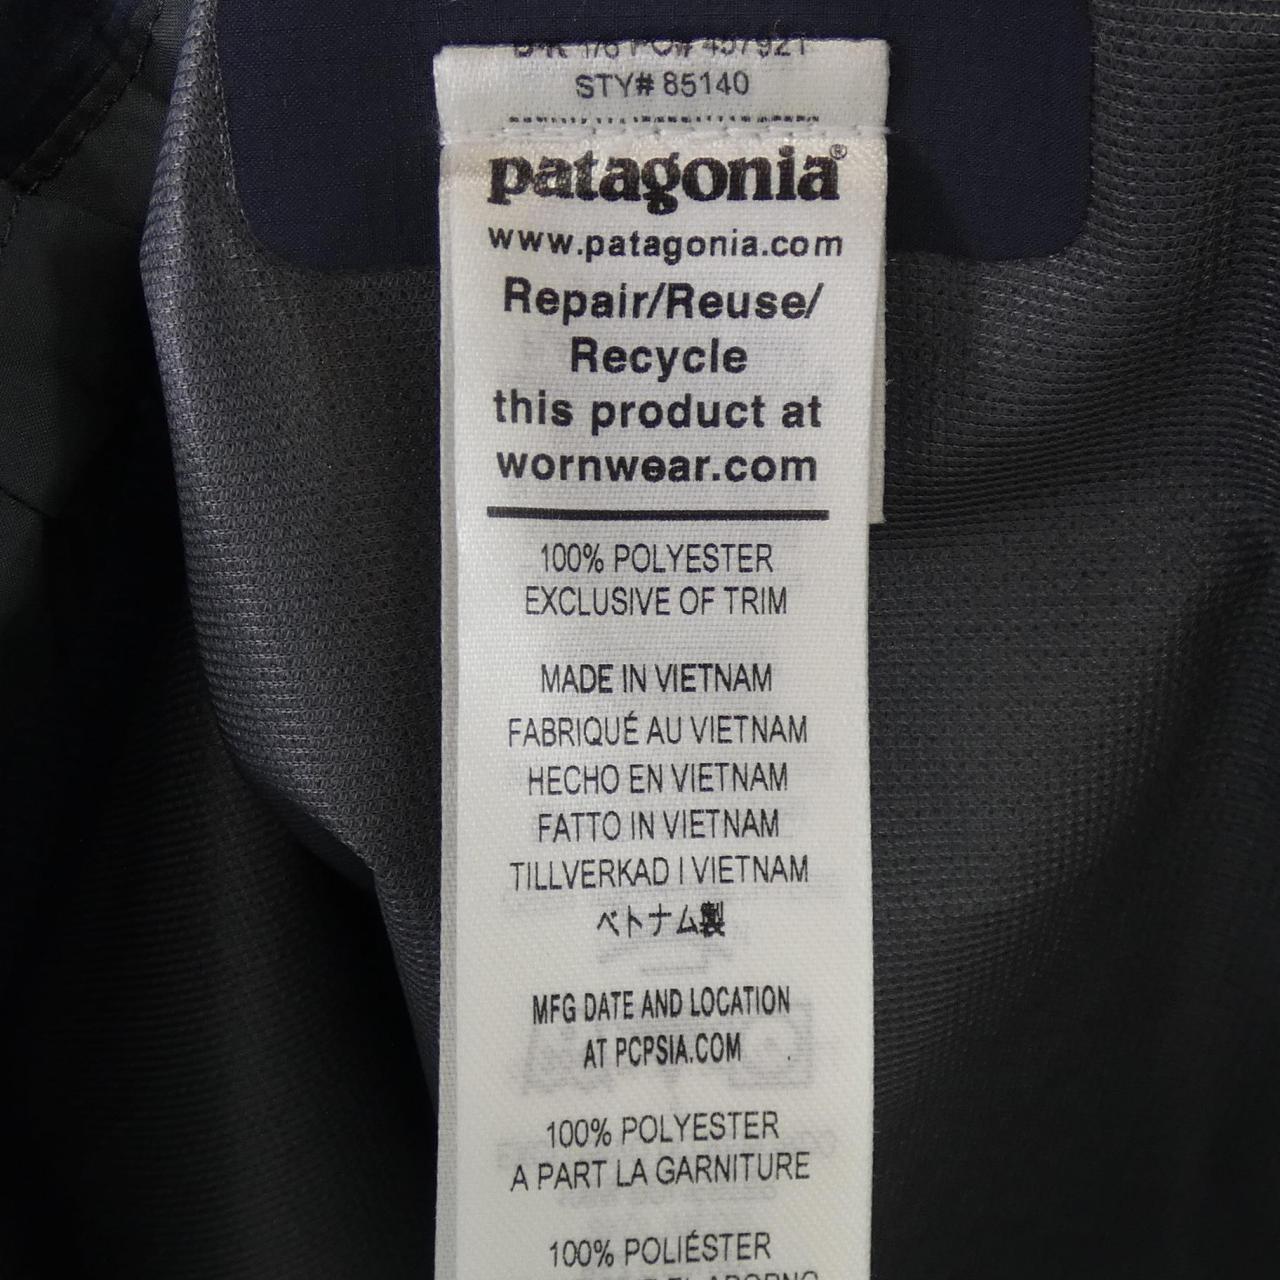 PO# 457921
STY# 85140
patagonia®
www.patagonia.com
Repair/Reuse/
Recycle
this product at
wornwear.com
100% POLYESTER
EXCLUSIVE OF TRIM
MADE IN VIETNAM
FABRIQUÉ AU VIETNAM
HECHO EN VIETNAM
FATTO IN VIETNAM
TILLVERKAD I VIETNAM
ベトナム製
MFG DATE AND LOCATION
AT PCPSIA.COM
100% POLYESTER
A PART LA GARNITURE
100% POLIÉSTER